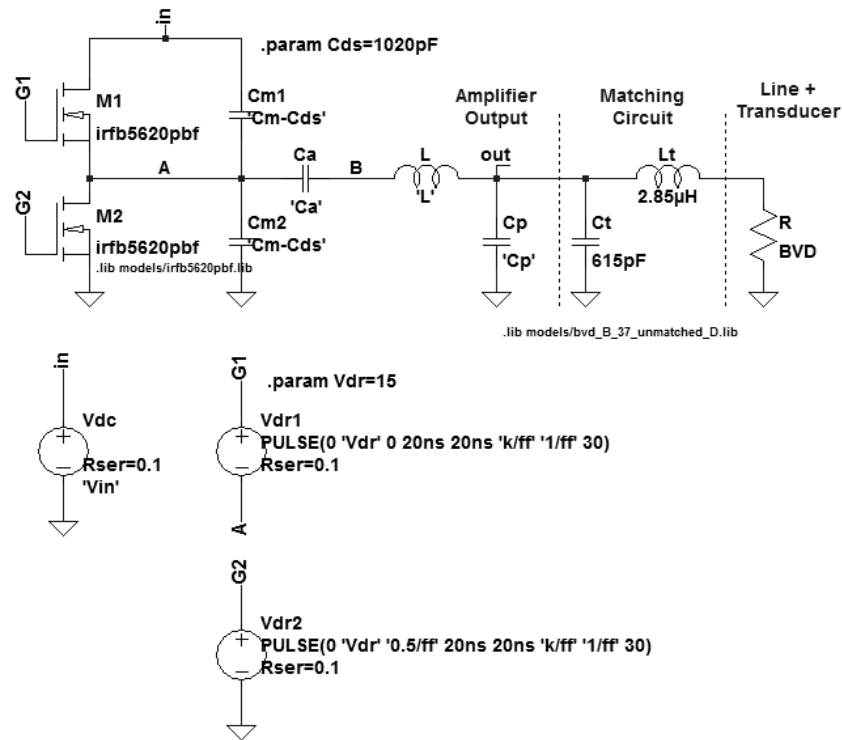 in
.param Cds=1020pF
G1
M1
irfb5620pbf
Cm1
'Cm-Cds'
A
Ca
'Ca'
B
L
'L'
Amplifier
Output
out
Matching
Circuit
Lt
2.85µH
Line +
Transducer
G2
M2
irfb5620pbf
.lib models/irfb5620pbf.lib
Cm2
'Cm-Cds'
Cp
'Cp'
Ct
615pF
R
BVD
.lib models/bvd_B_37_unmatched_D.lib
in
Vdc
Rser=0.1
'Vin'
G1
.param Vdr=15
Vdr1
PULSE(0 'Vdr' 0 20ns 20ns 'k/ff' '1/ff' 30)
Rser=0.1
A
G2
Vdr2
PULSE(0 'Vdr' '0.5/ff' 20ns 20ns 'k/ff' '1/ff' 30)
Rser=0.1